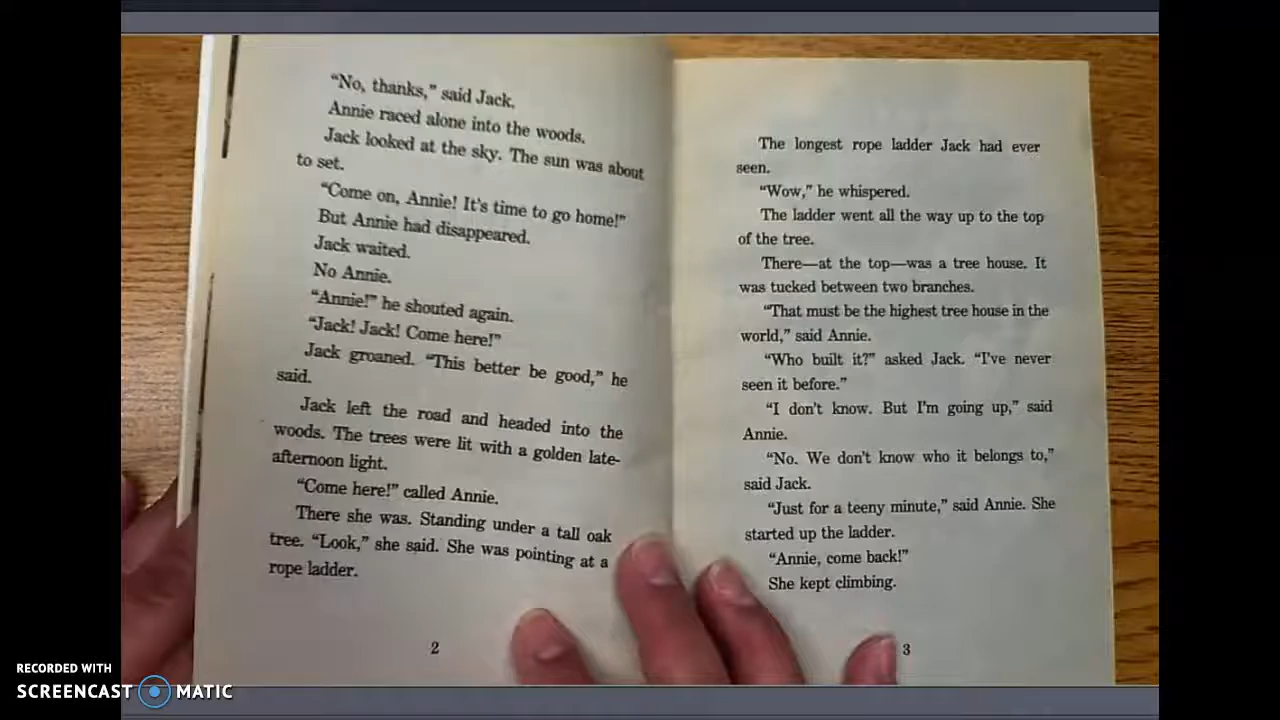 “No, thanks,” said Jack.
Annie raced alone into the woods.
Jack looked at the sky. The sun was about
to set.
“Come on, Annie! It’s time to go home!”
But Annie had disappeared.
Jack waited.
No Annie.
“Annie!” he shouted again.
“Jack! Jack! Come here!”
Jack groaned. “This better be good,” he
said.
Jack left the road and headed into the
woods. The trees were lit with a golden late-
afternoon light.
“Come here!” called Annie.
There she was. Standing under a tall oak
tree. “Look,” she said. She was pointing at a
rope ladder.
2
The longest rope ladder Jack had ever
seen.
“Wow,” he whispered.
The ladder went all the way up to the top
of the tree.
There—at the top—was a tree house. It
was tucked between two branches.
“That must be the highest tree house in the
world,” said Annie.
“Who built it?” asked Jack. “I’ve never
seen it before.”
“I don’t know. But I’m going up,” said
Annie.
“No. We don’t know who it belongs to,”
said Jack.
“Just for a teeny minute,” said Annie. She
started up the ladder.
“Annie, come back!”
She kept climbing.
3
RECORDED WITH
SCREENCAST MATIC